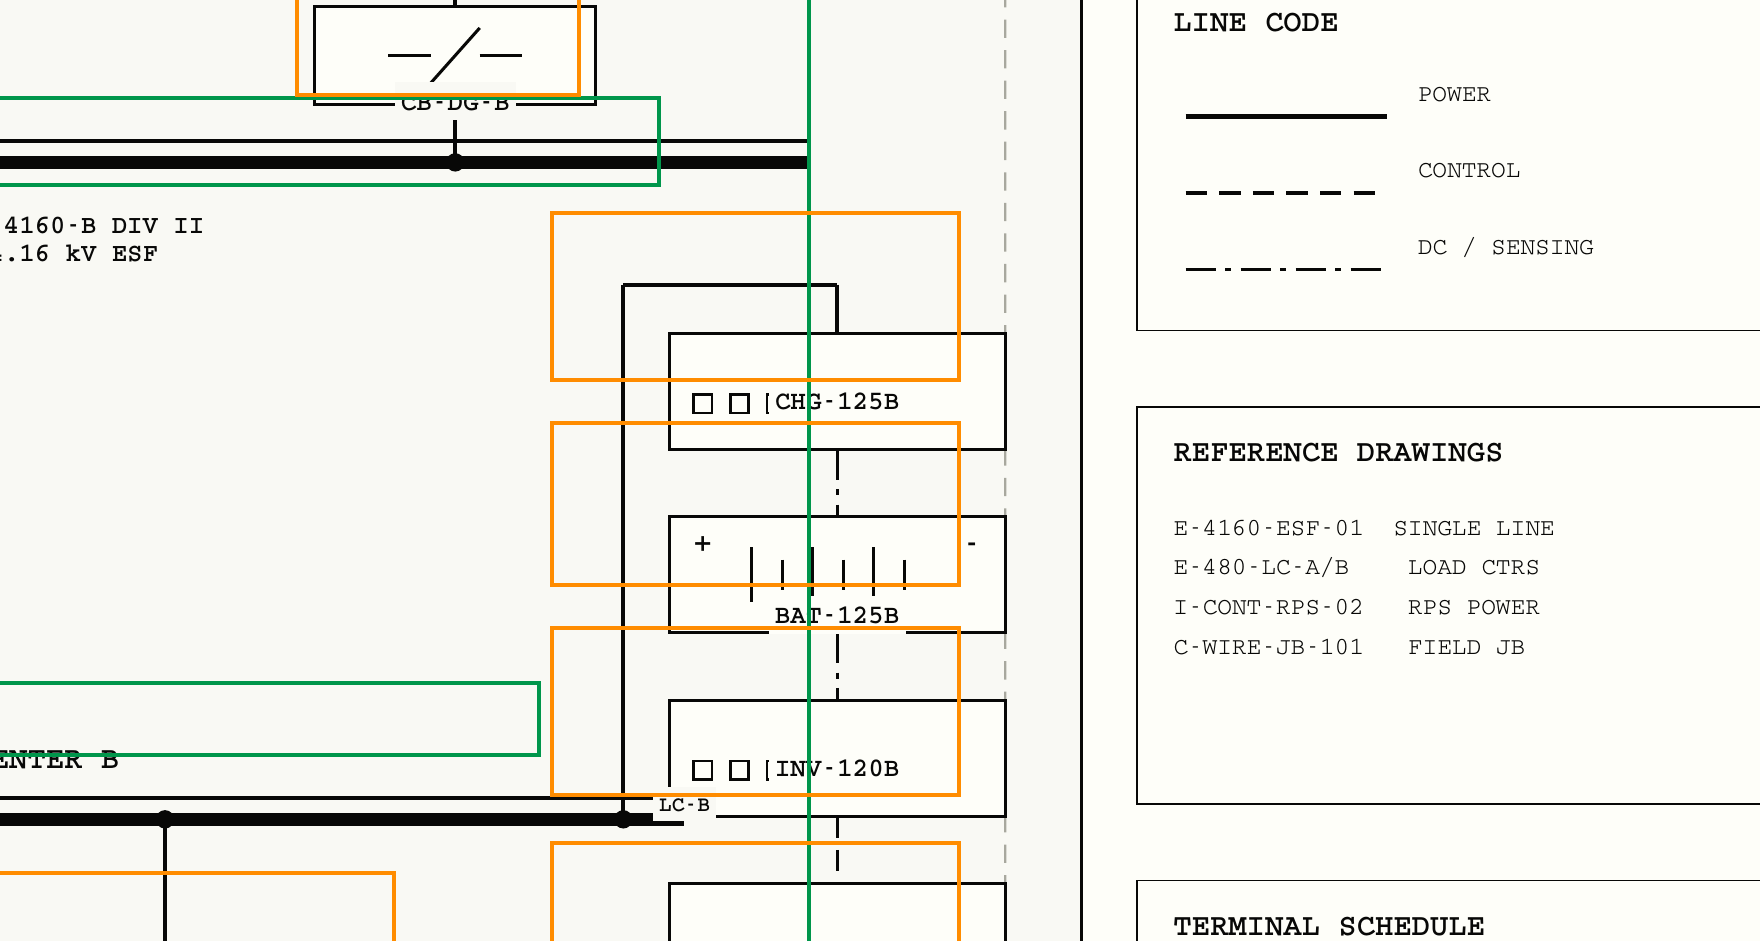 CB-DG-B
4160-B DIV II
.16 kV ESF
CHG-125B
+ -
BAT-125B
ENTER B
INV-120B
LC-B
LINE CODE
POWER
CONTROL
DC / SENSING
REFERENCE DRAWINGS
E-4160-ESF-01 SINGLE LINE
E-480-LC-A/B LOAD CTRS
I-CONT-RPS-02 RPS POWER
C-WIRE-JB-101 FIELD JB
TERMINAL SCHEDULE